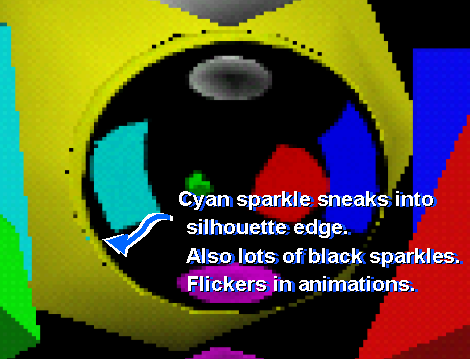 Cyan sparkle sneaks into
silhouette edge.
Also lots of black sparkles.
Flickers in animations.